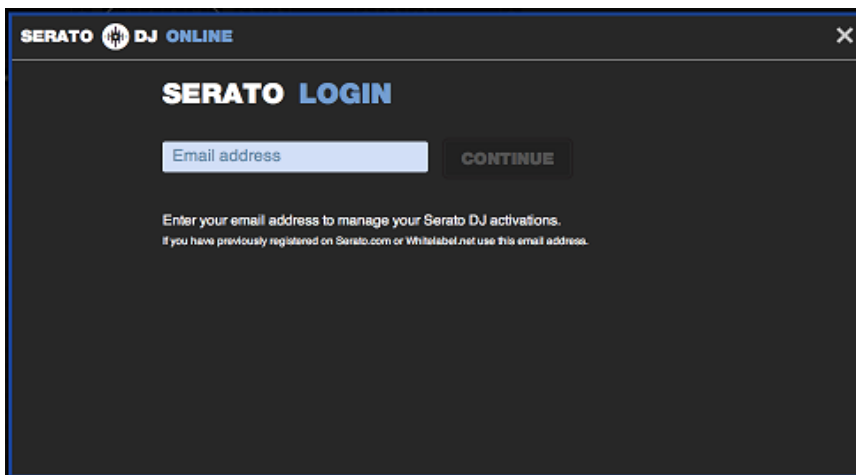 SERATO DJ ONLINE
SERATO LOGIN
Email address
CONTINUE
Enter your email address to manage your Serato DJ activations.
If you have previously registered on Serato.com or Whitelabel.net use this email address.